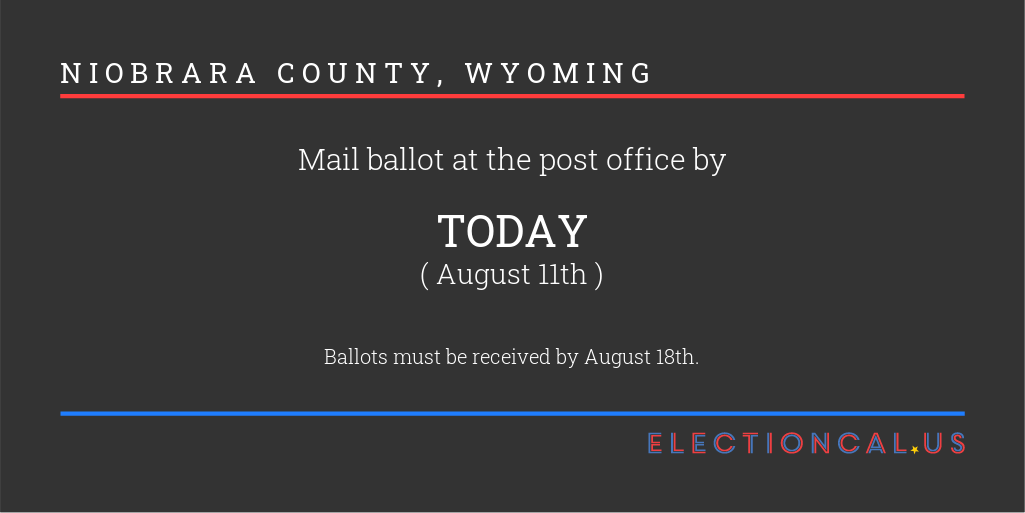 NIOBRARA COUNTY, WYOMING
Mail ballot at the post office by
TODAY
( August 11th )
Ballots must be received by August 18th.
ELECTIONCAL.US